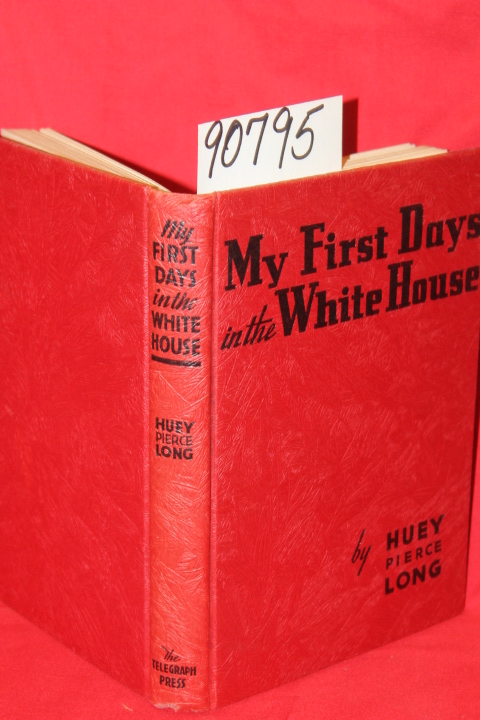 90795
My
FiRST
DAYS
in the
WHITE
HOUSE
HUEY
PIERCE
LONG
The
TELEGRAPH
PRESS
My First Days
in the White House
by HUEY
PIERCE
LONG